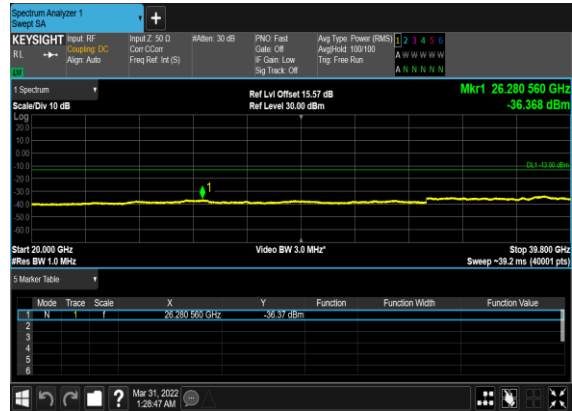 Spectrum Analyzer 1
Swept SA
+
KEYSIGHT Input: RF Input Z: 50 Ω #Atten: 30 dB PNO: Fast Avg Type: Power (RMS) 1 2 3 4 5 6
RL Coupling: DC Corr CCorr Gate: Off Avg|Hold: 100/100 A W W W W W
Align: Auto Freq Ref: Int (S) IF Gain: Low Trig: Free Run
Sig Track: Off A N N N N N
1 Spectrum Ref Lvl Offset 15.57 dB Mkr1 26.280 560 GHz
Scale/Div 10 dB Ref Level 30.00 dBm -36.368 dBm
Log
20.0
10.0
0.00
-10.0 DL1 -13.00 dBm
-20.0
-30.0 1
-40.0
-50.0
-60.0
Start 20.000 GHz Video BW 3.0 MHz* Stop 39.800 GHz
#Res BW 1.0 MHz Sweep ~39.2 ms (40001 pts)
5 Marker Table
Mode Trace Scale X Y Function Function Width Function Value
1 N 1 f 26.280 560 GHz -36.37 dBm
2
3
4
5
6
? Mar 31, 2022
1:28:47 AM